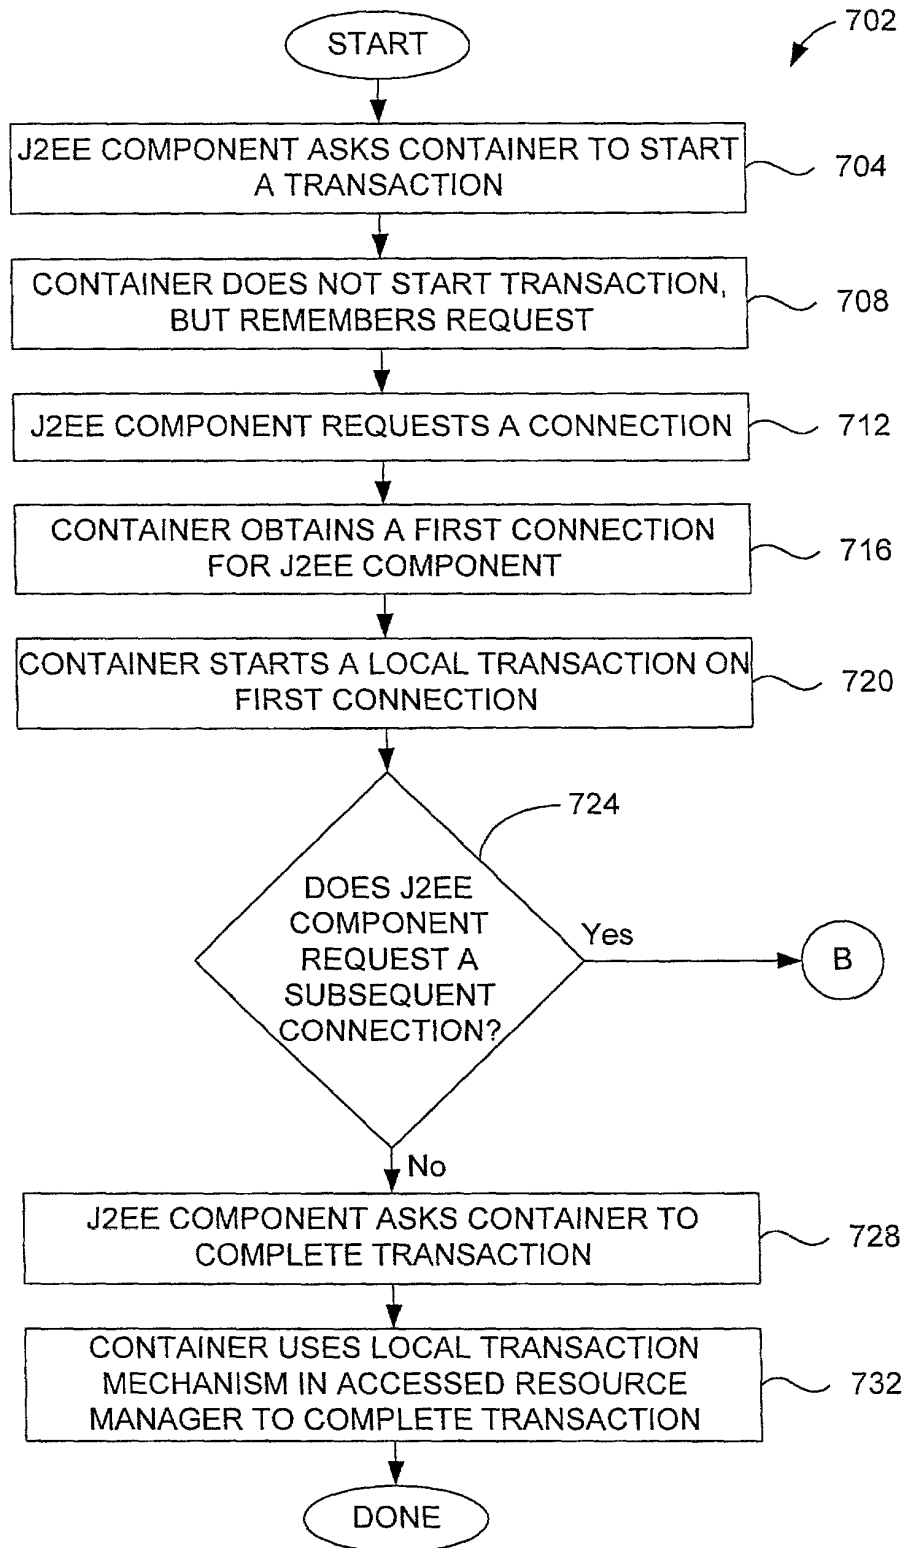 702
START
J2EE COMPONENT ASKS CONTAINER TO START
A TRANSACTION
704
CONTAINER DOES NOT START TRANSACTION,
BUT REMEMBERS REQUEST
708
J2EE COMPONENT REQUESTS A CONNECTION
712
CONTAINER OBTAINS A FIRST CONNECTION
FOR J2EE COMPONENT
716
CONTAINER STARTS A LOCAL TRANSACTION ON
FIRST CONNECTION
720
724
DOES J2EE
COMPONENT
REQUEST A
SUBSEQUENT
CONNECTION?
Yes
B
No
J2EE COMPONENT ASKS CONTAINER TO
COMPLETE TRANSACTION
728
CONTAINER USES LOCAL TRANSACTION
MECHANISM IN ACCESSED RESOURCE
MANAGER TO COMPLETE TRANSACTION
732
DONE